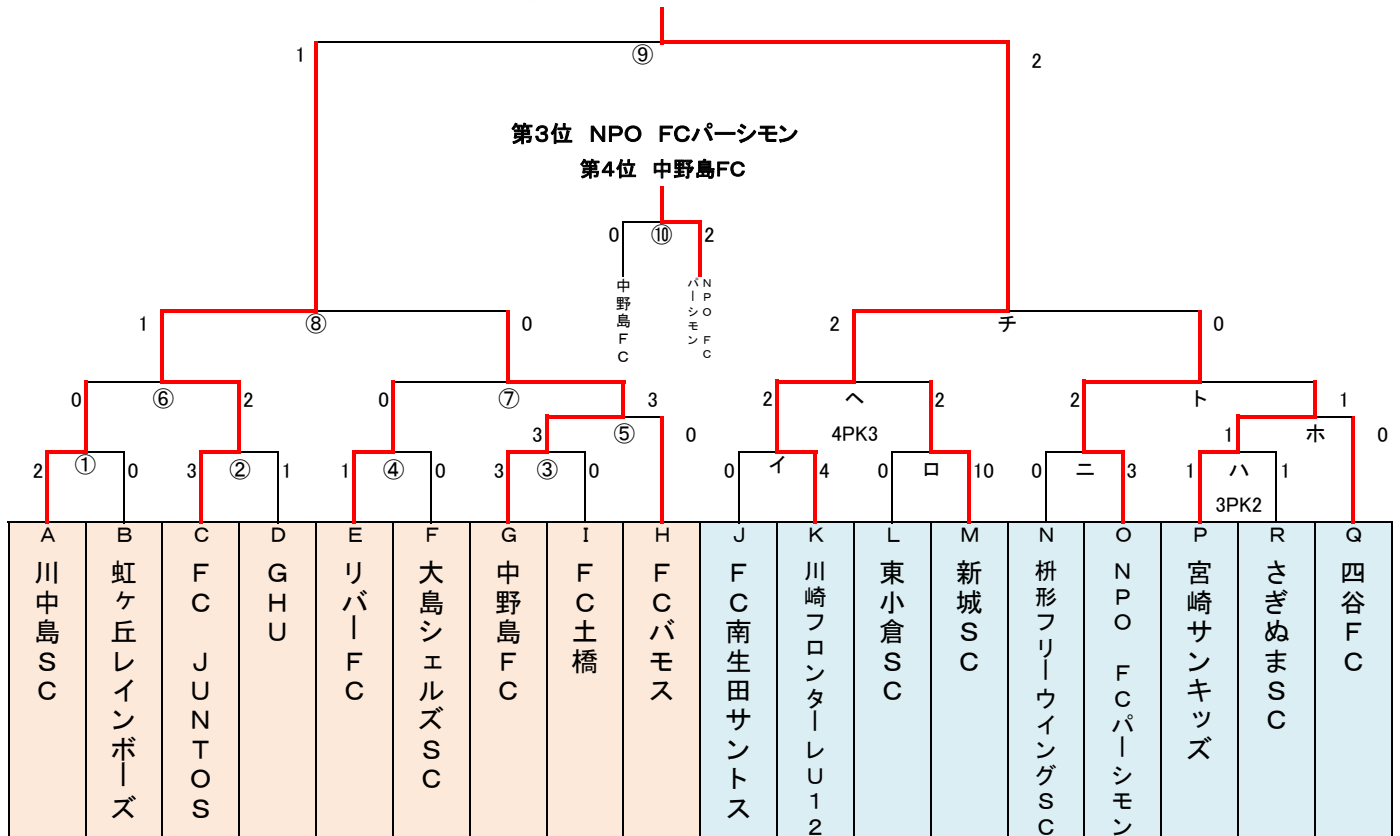 1
⑨
2
第3位 NPO FCパーシモン
第4位 中野島FC
0
⑩
2
中野島FC
NPO FC
パーシモン
1
⑧
0
2
チ
0
0
⑥
2
0
⑦
3
2
ヘ
2
2
ト
1
3
⑤
0
4PK3
1
ホ
0
2
①
0
3
②
1
1
④
0
3
③
0
0
イ
4
0
ロ
10
0
ニ
3
1
ハ
1
3PK2
A
B
C
D
E
F
G
I
H
J
K
L
M
N
O
P
R
Q
川中島SC
虹ヶ丘レインボーズ
FC JUNTOS
GHU
リバーFC
大島シェルズSC
中野島FC
FC土橋
FCバモス
FC南生田サントス
川崎フロンターレU12
東小倉SC
新城SC
枡形フリーウイングSC
NPO FCパーシモン
宮崎サンキッズ
さぎぬまSC
四谷FC